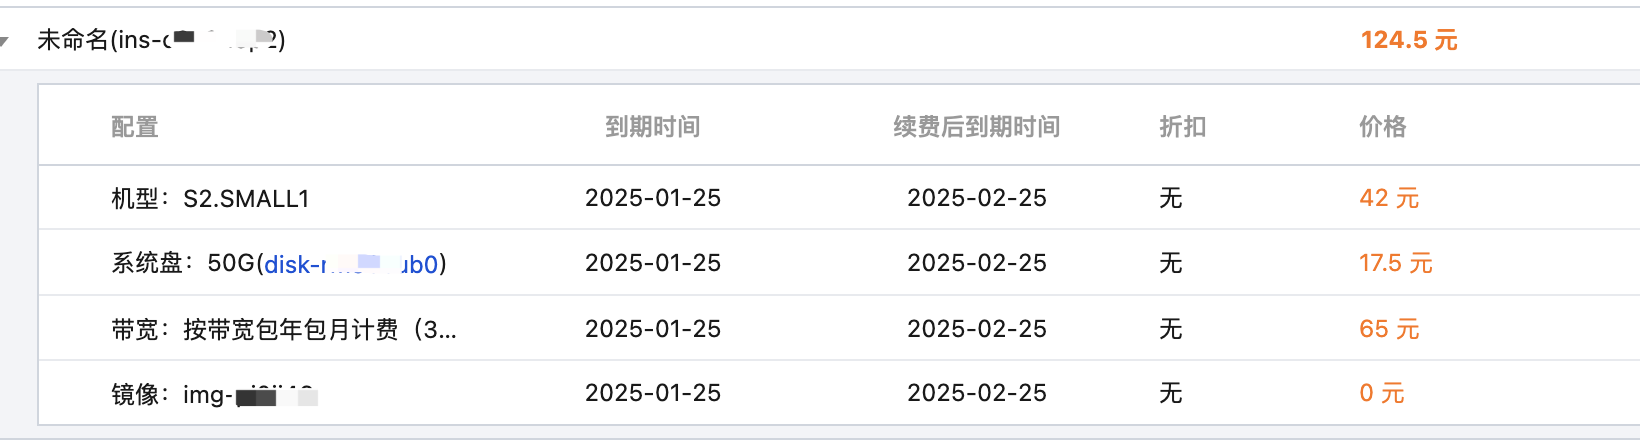 未命名(ins-
124.5 元
配置 到期时间 续费后到期时间 折扣 价格
机型：S2.SMALL1 2025-01-25 2025-02-25 无 42 元
系统盘：50G(disk- ub0) 2025-01-25 2025-02-25 无 17.5 元
带宽：按带宽包年包月计费（3... 2025-01-25 2025-02-25 无 65 元
镜像：img- 2025-01-25 2025-02-25 无 0 元